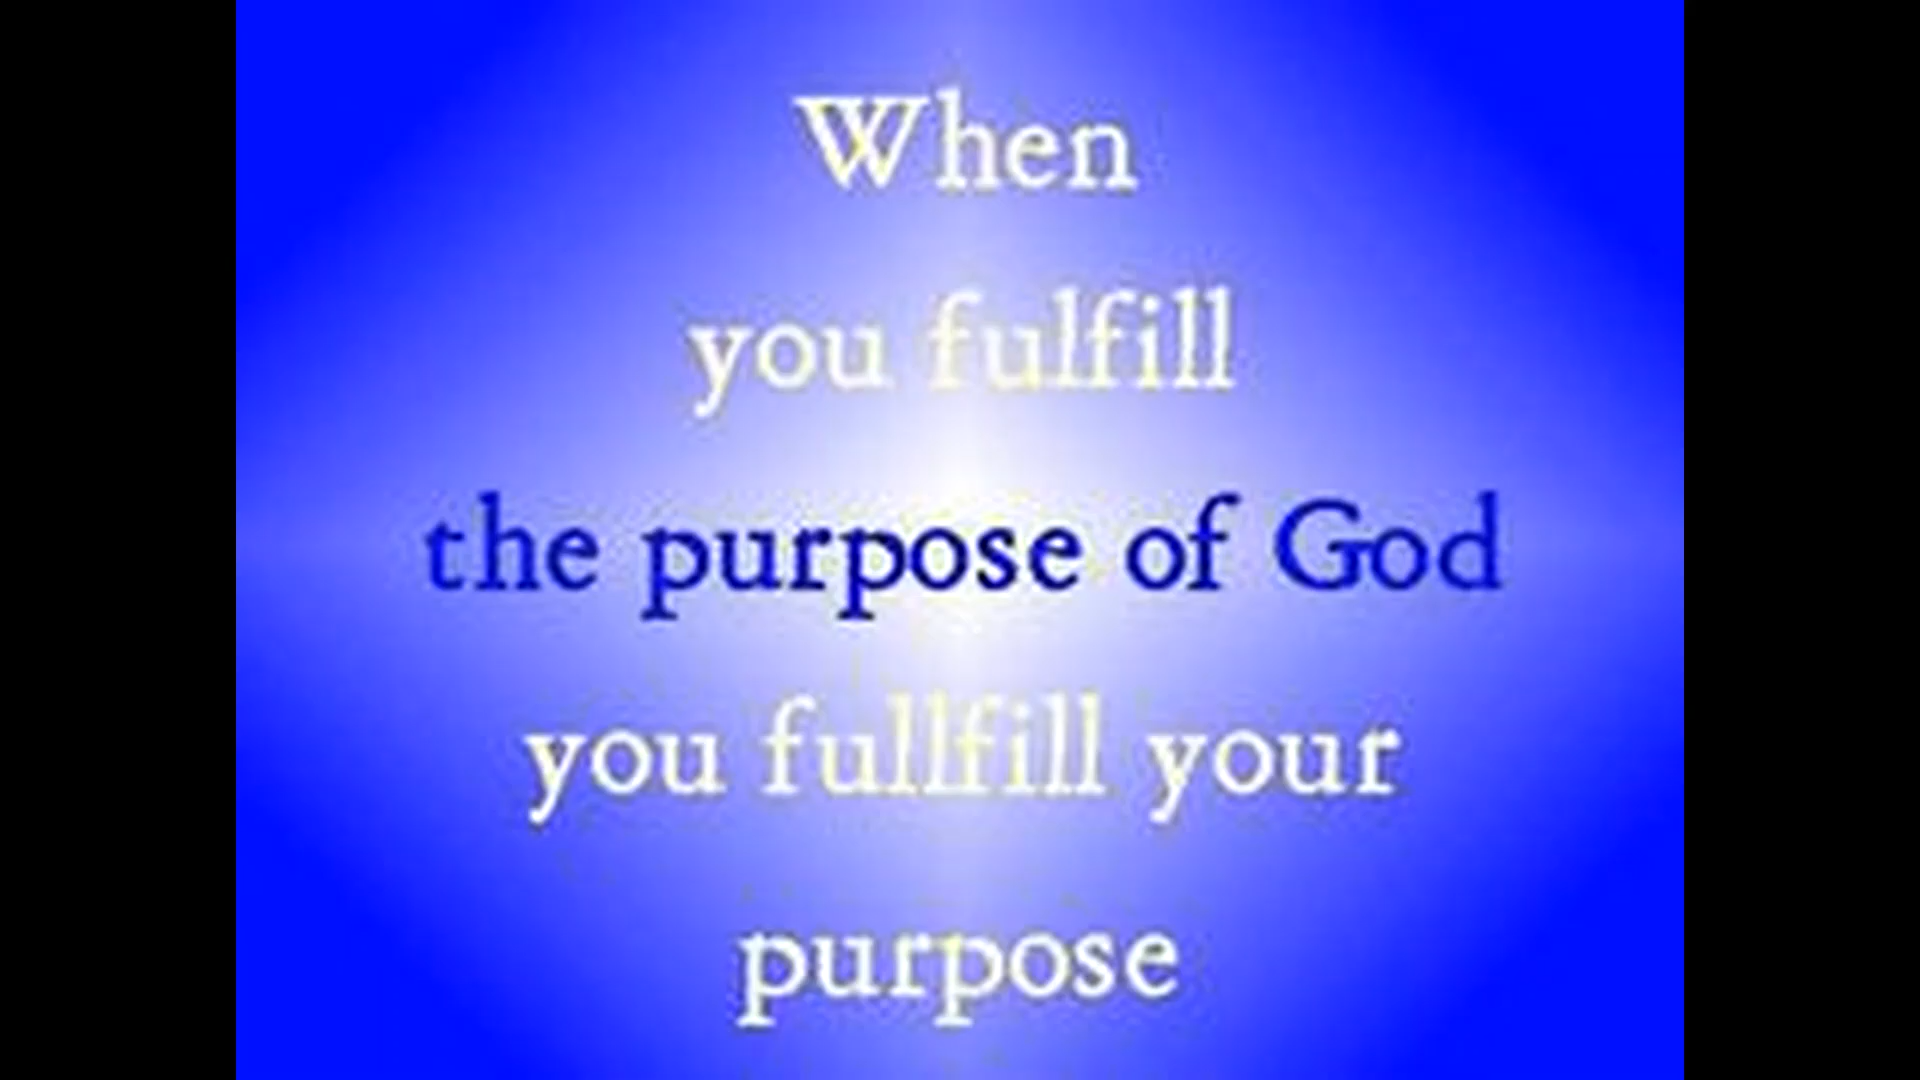 When
you fulfill
the purpose of God
you fullfill your
purpose